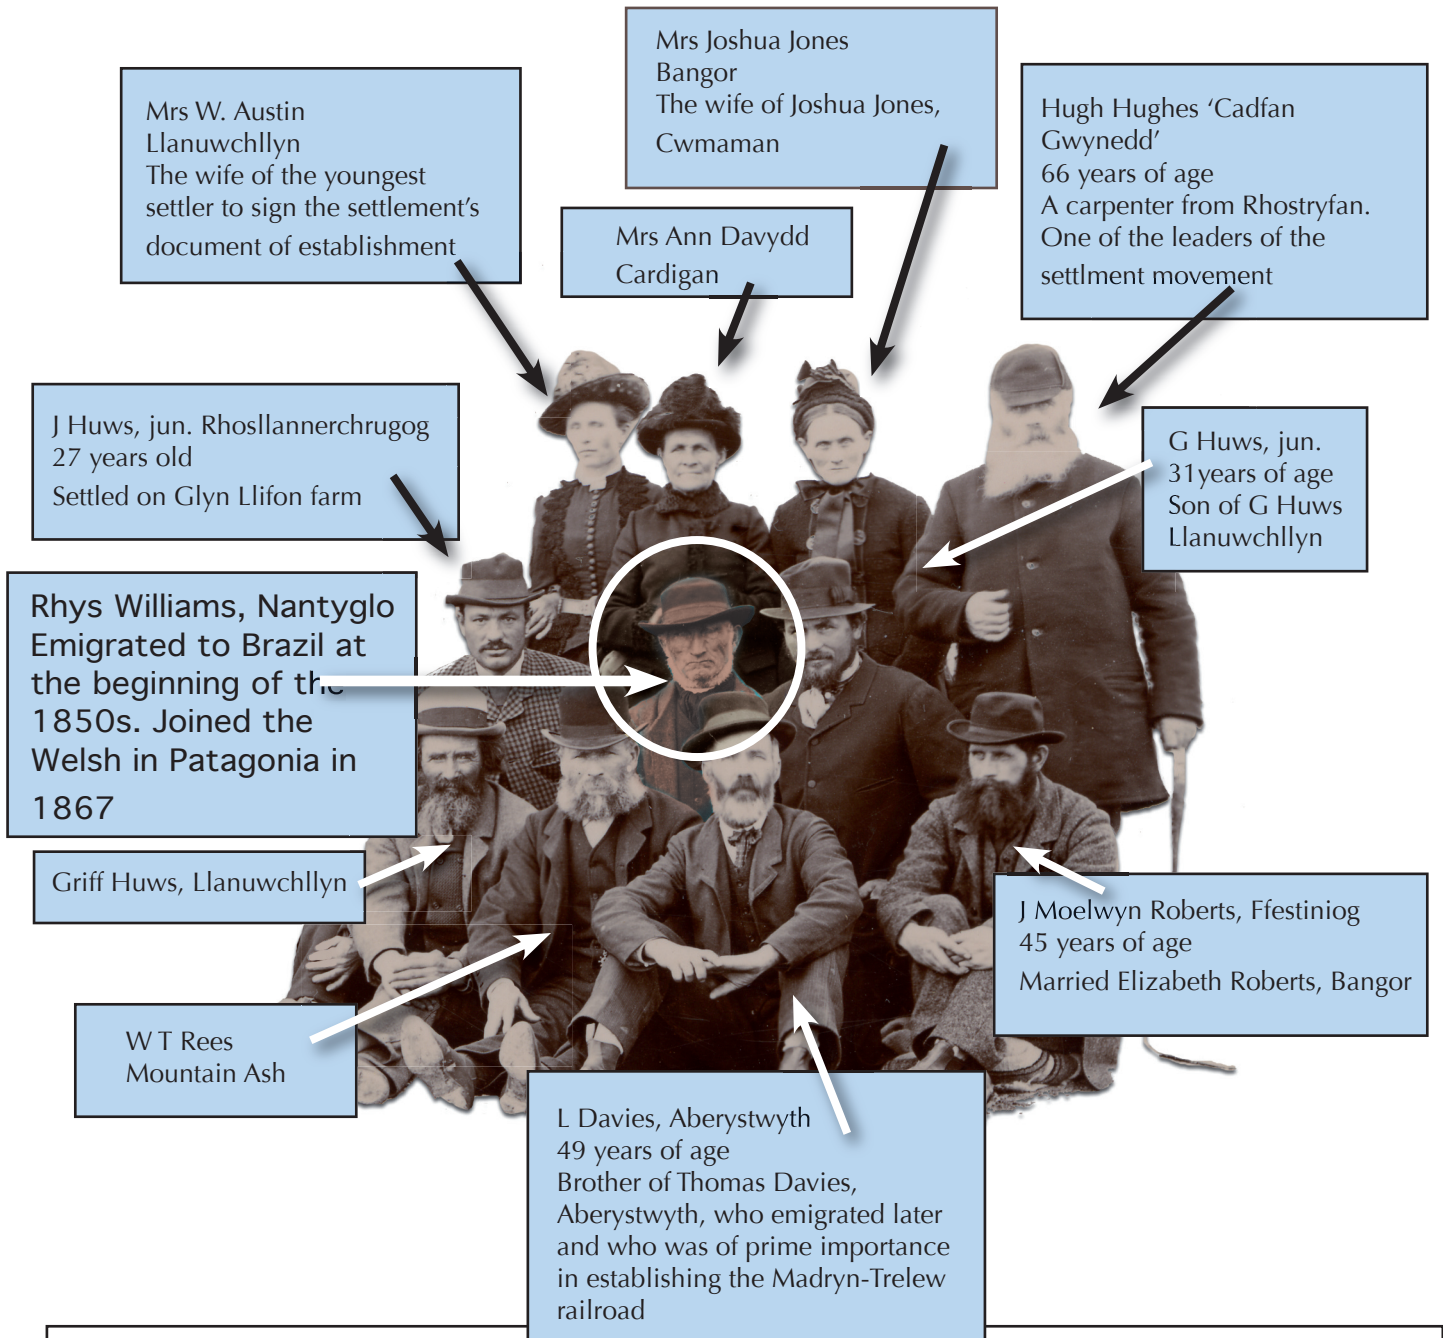 Mrs Joshua Jones
Bangor
The wife of Joshua Jones,
Cwmaman
Mrs W. Austin
Llanuwchllyn
The wife of the youngest
settler to sign the settlement's
document of establishment
Hugh Hughes ‘Cadfan
Gwynedd’
66 years of age
A carpenter from Rhostryfan.
One of the leaders of the
settlment movement
Mrs Ann Davydd
Cardigan
J Huws, jun. Rhosllannerchrugog
27 years old
Settled on Glyn Llifon farm
G Huws, jun.
31years of age
Son of G Huws
Llanuwchllyn
Rhys Williams, Nantyglo
Emigrated to Brazil at
the beginning of the
1850s. Joined the
Welsh in Patagonia in
1867
Griff Huws, Llanuwchllyn
J Moelwyn Roberts, Ffestiniog
45 years of age
Married Elizabeth Roberts, Bangor
W T Rees
Mountain Ash
L Davies, Aberystwyth
49 years of age
Brother of Thomas Davies,
Aberystwyth, who emigrated later
and who was of prime importance
in establishing the Madryn-Trelew
railroad